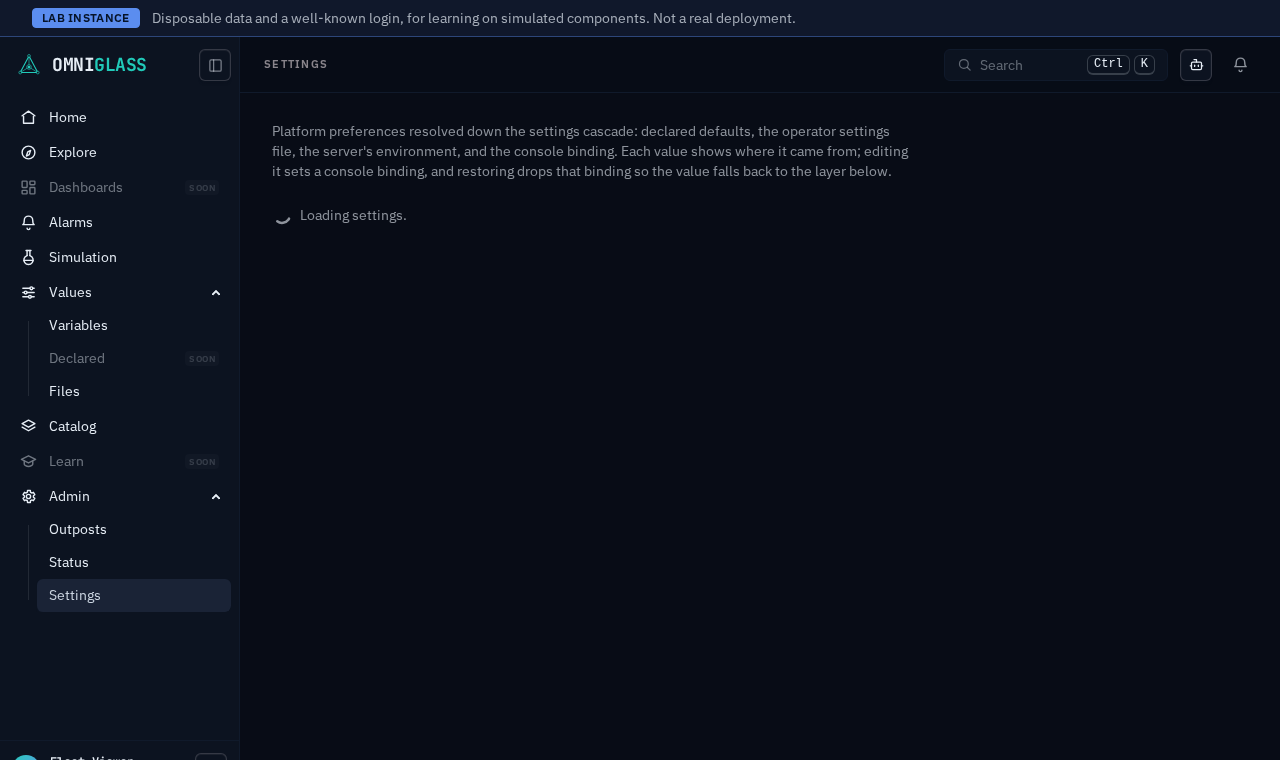 LAB INSTANCE Disposable data and a well-known login, for learning on simulated components. Not a real deployment.
OMNIGLASS
SETTINGS
Search Ctrl K
Home
Explore
Dashboards SOON
Alarms
Simulation
Values
Variables
Declared SOON
Files
Catalog
Learn SOON
Admin
Outposts
Status
Settings
Platform preferences resolved down the settings cascade: declared defaults, the operator settings
file, the server's environment, and the console binding. Each value shows where it came from; editing
it sets a console binding, and restoring drops that binding so the value falls back to the layer below.
Loading settings.